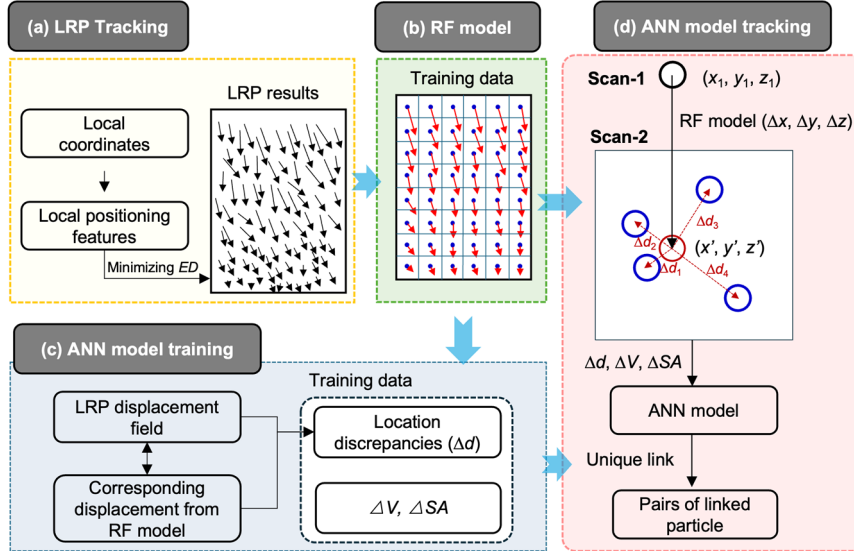 (a) LRP Tracking
Local
coordinates
Local positioning
features
Minimizing ED
LRP results
(b) RF model
Training data
(c) ANN model training
LRP displacement
field
Corresponding
displacement from
RF model
Training data
Location
discrepancies (Δd)
△V, △SA
(d) ANN model tracking
Scan-1
(x₁, y₁, z₁)
RF model (Δx, Δy, Δz)
Scan-2
Δd₃
Δd₂
(x', y', z')
Δd₁
Δd₄
Δd, ΔV, ΔSA
ANN model
Unique link
Pairs of linked
particle